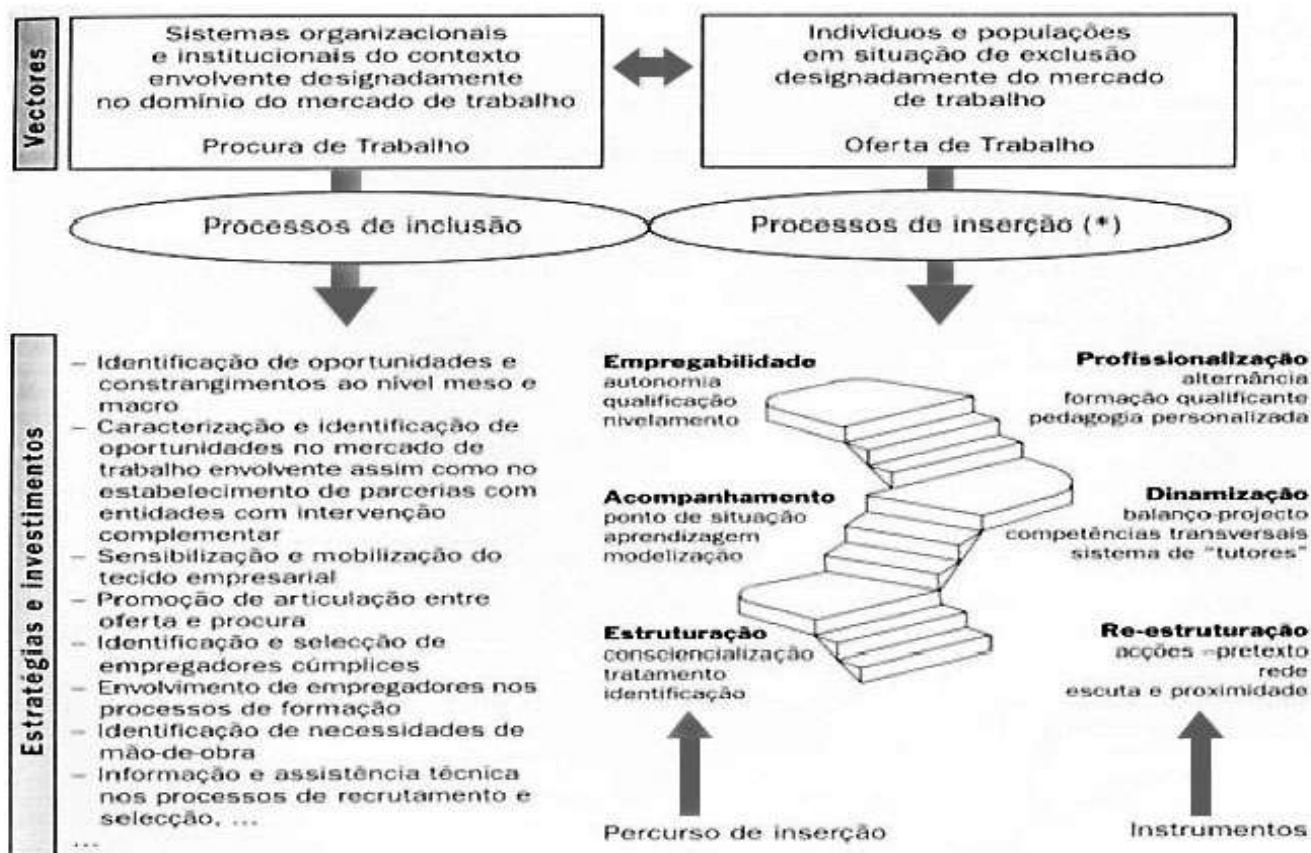 Vectores
Sistemas organizacionais
e institucionais do contexto
envolvente designadamente
no domínio do mercado de trabalho
Procura de Trabalho
Indivíduos e populações
em situação de exclusão
designadamente do mercado
de trabalho
Oferta de Trabalho
Processos de inclusão
Processos de inserção (*)
Estratégias e investimentos
– Identificação de oportunidades e
constrangimentos ao nível meso e
macro
– Caracterização e identificação de
oportunidades no mercado de
trabalho envolvente assim como no
estabelecimento de parcerias com
entidades com intervenção
complementar
– Sensibilização e mobilização do
tecido empresarial
– Promoção de articulação entre
oferta e procura
– Identificação e selecção de
empregadores cúmplices
– Envolvimento de empregadores nos
processos de formação
– Identificação de necessidades de
mão-de-obra
– Informação e assistência técnica
nos processos de recrutamento e
selecção, ...
...
Empregabilidade
autonomia
qualificação
nivelamento
Profissionalização
alternância
formação qualificante
pedagogia personalizada
Acompanhamento
ponto de situação
aprendizagem
modelização
Dinamização
balanço-projecto
competências transversais
sistema de "tutores"
Estruturação
consciencialização
tratamento
identificação
Re-estruturação
acções –pretexto
rede
escuta e proximidade
Percurso de inserção
Instrumentos